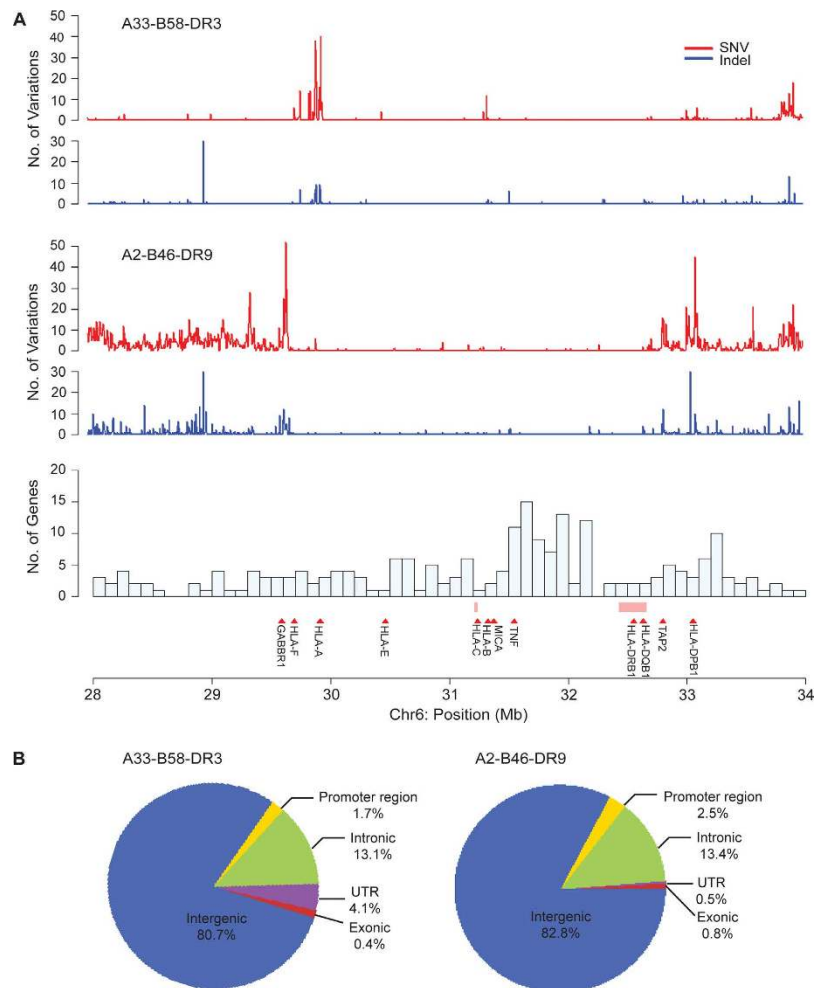 A
A33-B58-DR3
SNV
Indel
No. of Variations
50
40
30
20
10
0
30
20
10
0
A2-B46-DR9
No. of Variations
50
40
30
20
10
0
30
20
10
0
No. of Genes
20
15
10
5
0
GABBR1
HLA-F
HLA-A
HLA-E
HLA-C
HLA-B
MICA
TNF
HLA-DRB1
HLA-DQB1
TAP2
HLA-DPB1
28 29 30 31 32 33 34
Chr6: Position (Mb)
B
A33-B58-DR3
Promoter region
1.7%
Intronic
13.1%
UTR
4.1%
Exonic
0.4%
Intergenic
80.7%
A2-B46-DR9
Promoter region
2.5%
Intronic
13.4%
UTR
0.5%
Exonic
0.8%
Intergenic
82.8%